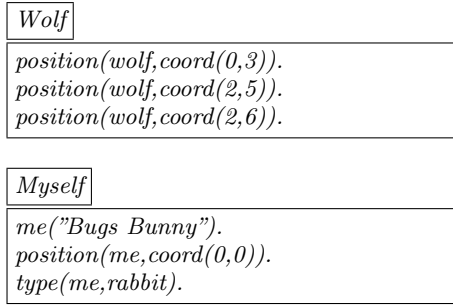 Wolf
position(wolf,coord(0,3)).
position(wolf,coord(2,5)).
position(wolf,coord(2,6)).
Myself
me("Bugs Bunny").
position(me,coord(0,0)).
type(me,rabbit).